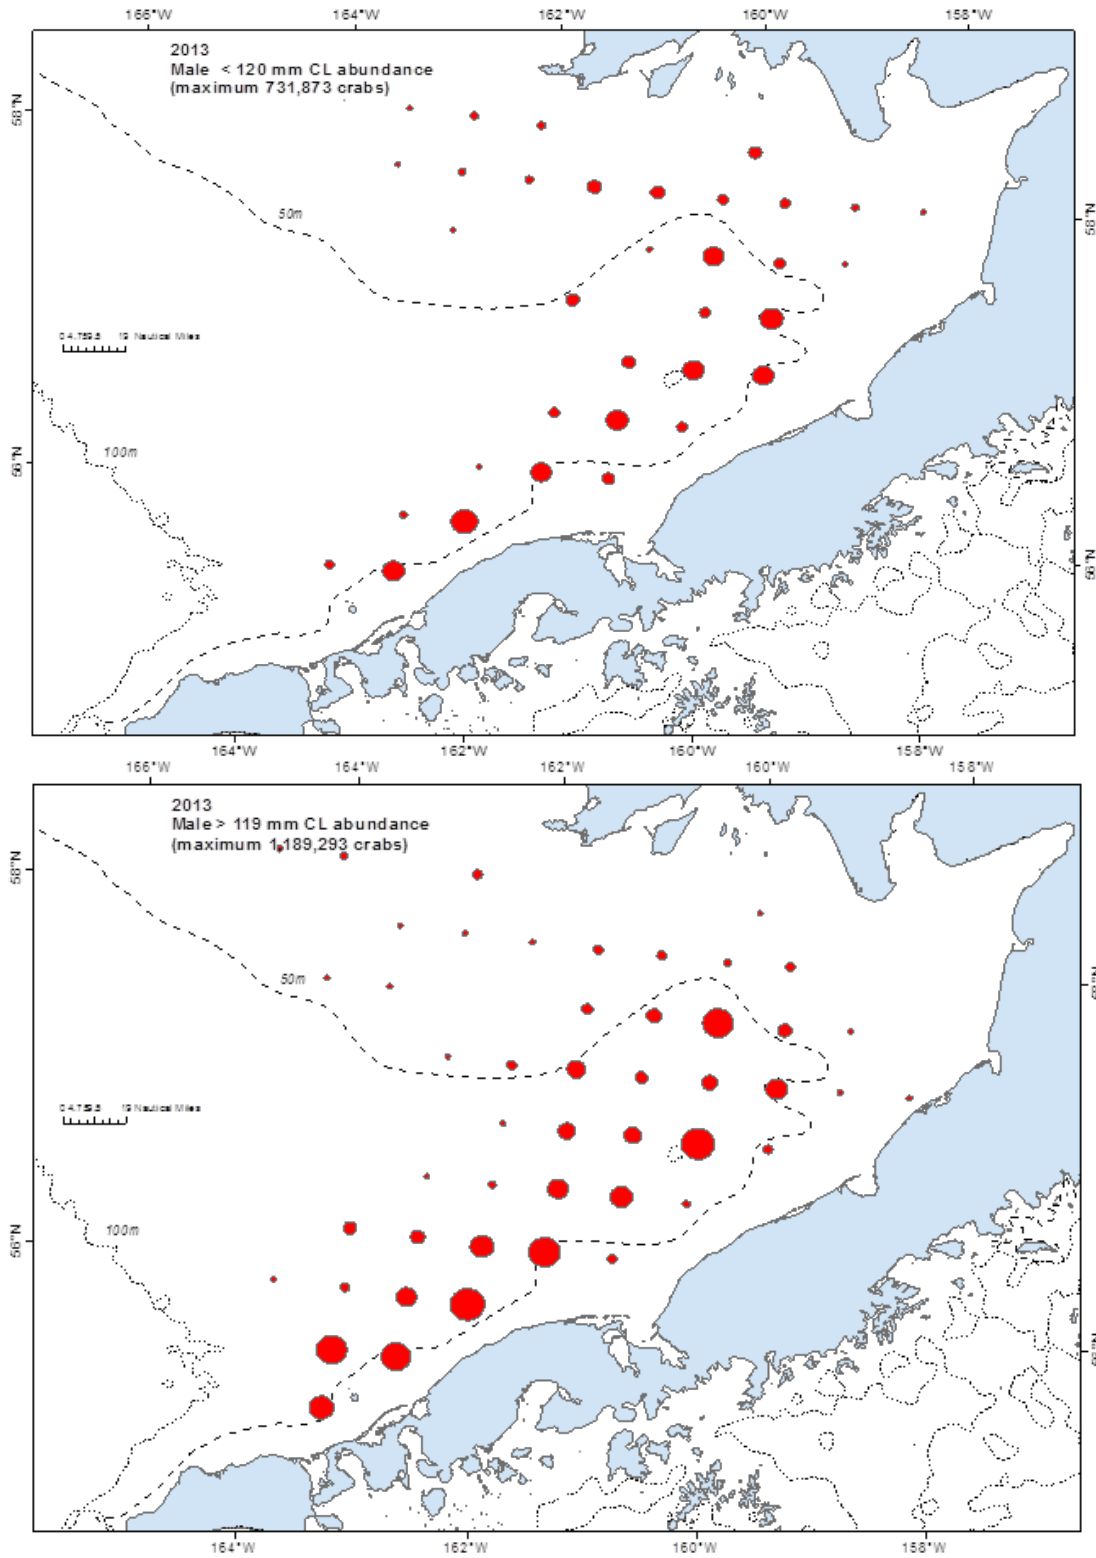 166°W 164°W 162°W 160°W 158°W
2013
Male < 120 mm CL abundance
(maximum 731,873 crabs)
58°N
50m
58°N
19 Nautical Miles
100m
56°N
56°N
164°W 162°W 160°W 158°W
166°W 164°W 162°W 160°W 158°W
2013
Male > 119 mm CL abundance
(maximum 1,189,293 crabs)
58°N
50m
58°N
19 Nautical Miles
100m
56°N
56°N
164°W 162°W 160°W 158°W